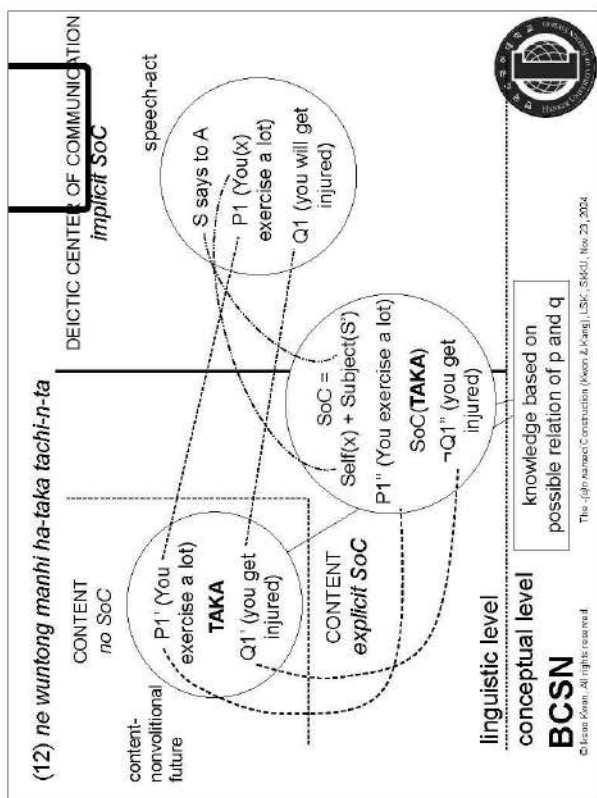 (12) ne wuntong manhi ha-taka tachi-n-ta
CONTENT
no SoC
content-
nonvolitional
future
P1' (You
exercise a lot)
TAKA
Q1' (you get
injured)
CONTENT
explicit SoC
DEICTIC CENTER OF COMMUNICATION
implicit SoC
speech-act
S says to A
P1 (You(x)
exercise a lot)
Q1 (you will get
injured)
SoC =
Self(x) + Subject(S')
P1'' (You exercise a lot)
SoC(TAKA)
¬Q1'' (you get
injured)
linguistic level
conceptual level
BCSN
knowledge based on
possible relation of p and q
© Iksoo Kwon. All rights reserved.
Construction (Kwon & Kang), LSK, SKKU, Nov 23, 2024